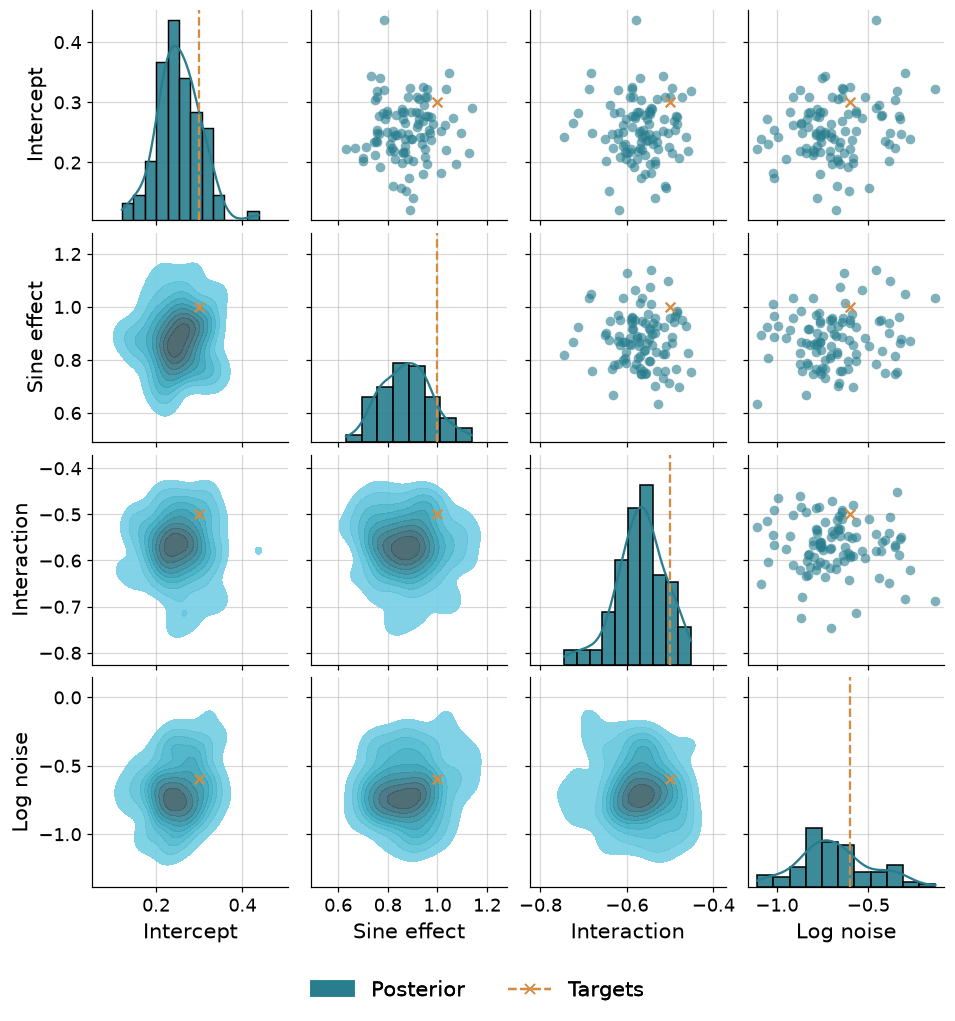 Intercept
0.4
0.3
0.2
Sine effect
1.2
1.0
0.8
0.6
Interaction
−0.4
−0.5
−0.6
−0.7
−0.8
Log noise
0.0
−0.5
−1.0
0.2 0.4 0.6 0.8 1.0 1.2 −0.8 −0.6 −0.4 −1.0 −0.5
Intercept Sine effect Interaction Log noise
Posterior Targets